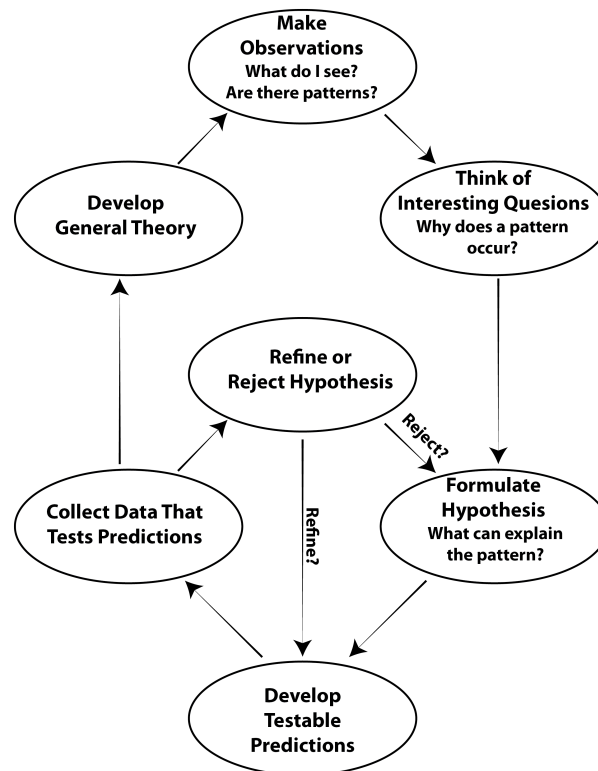 Make
Observations
What do I see?
Are there patterns?
Think of
Interesting Quesions
Why does a pattern
occur?
Develop
General Theory
Refine or
Reject Hypothesis
Reject?
Formulate
Hypothesis
What can explain
the pattern?
Collect Data That
Tests Predictions
Refine?
Develop
Testable
Predictions